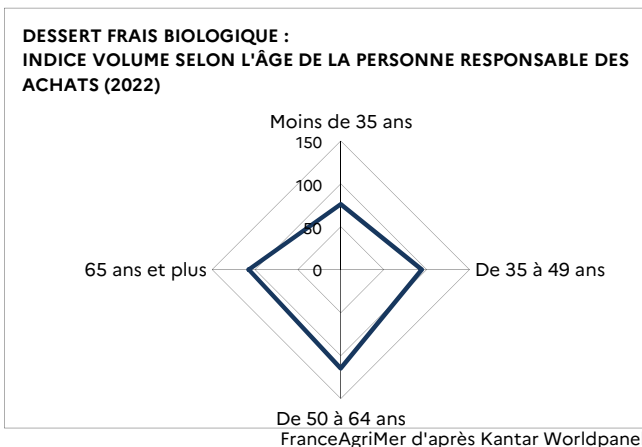 DESSERT FRAIS BIOLOGIQUE :
INDICE VOLUME SELON L'ÂGE DE LA PERSONNE RESPONSABLE DES
ACHATS (2022)
Moins de 35 ans
150
100
50
0
65 ans et plus
De 35 à 49 ans
De 50 à 64 ans
FranceAgriMer d'après Kantar Worldpane